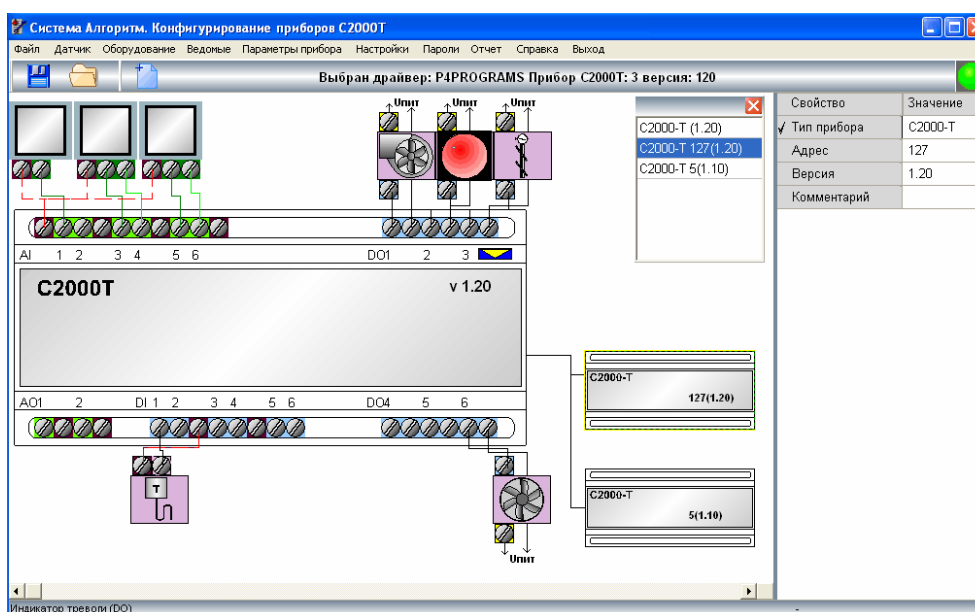 Система Алгоритм. Конфигурирование приборов C2000T
Файл Датчик Оборудование Ведомые Параметры прибора Настройки Пароли Отчет Справка Выход
Выбран драйвер: P4PROGRAMS Прибор C2000T: 3 версия: 120
Uпит Uпит Uпит
C2000-T (1.20)
C2000-T 127(1.20)
C2000-T 5(1.10)
Свойство Значение
Тип прибора C2000-T
Адрес 127
Версия 1.20
Комментарий
AI 1 2 3 4 5 6 DO1 2 3
C2000T v 1.20
C2000-T
127(1.20)
AO1 2 DI 1 2 3 4 5 6 DO4 5 6
T
C2000-T
5(1.10)
Uпит
Индикатор тревоги (DO) -